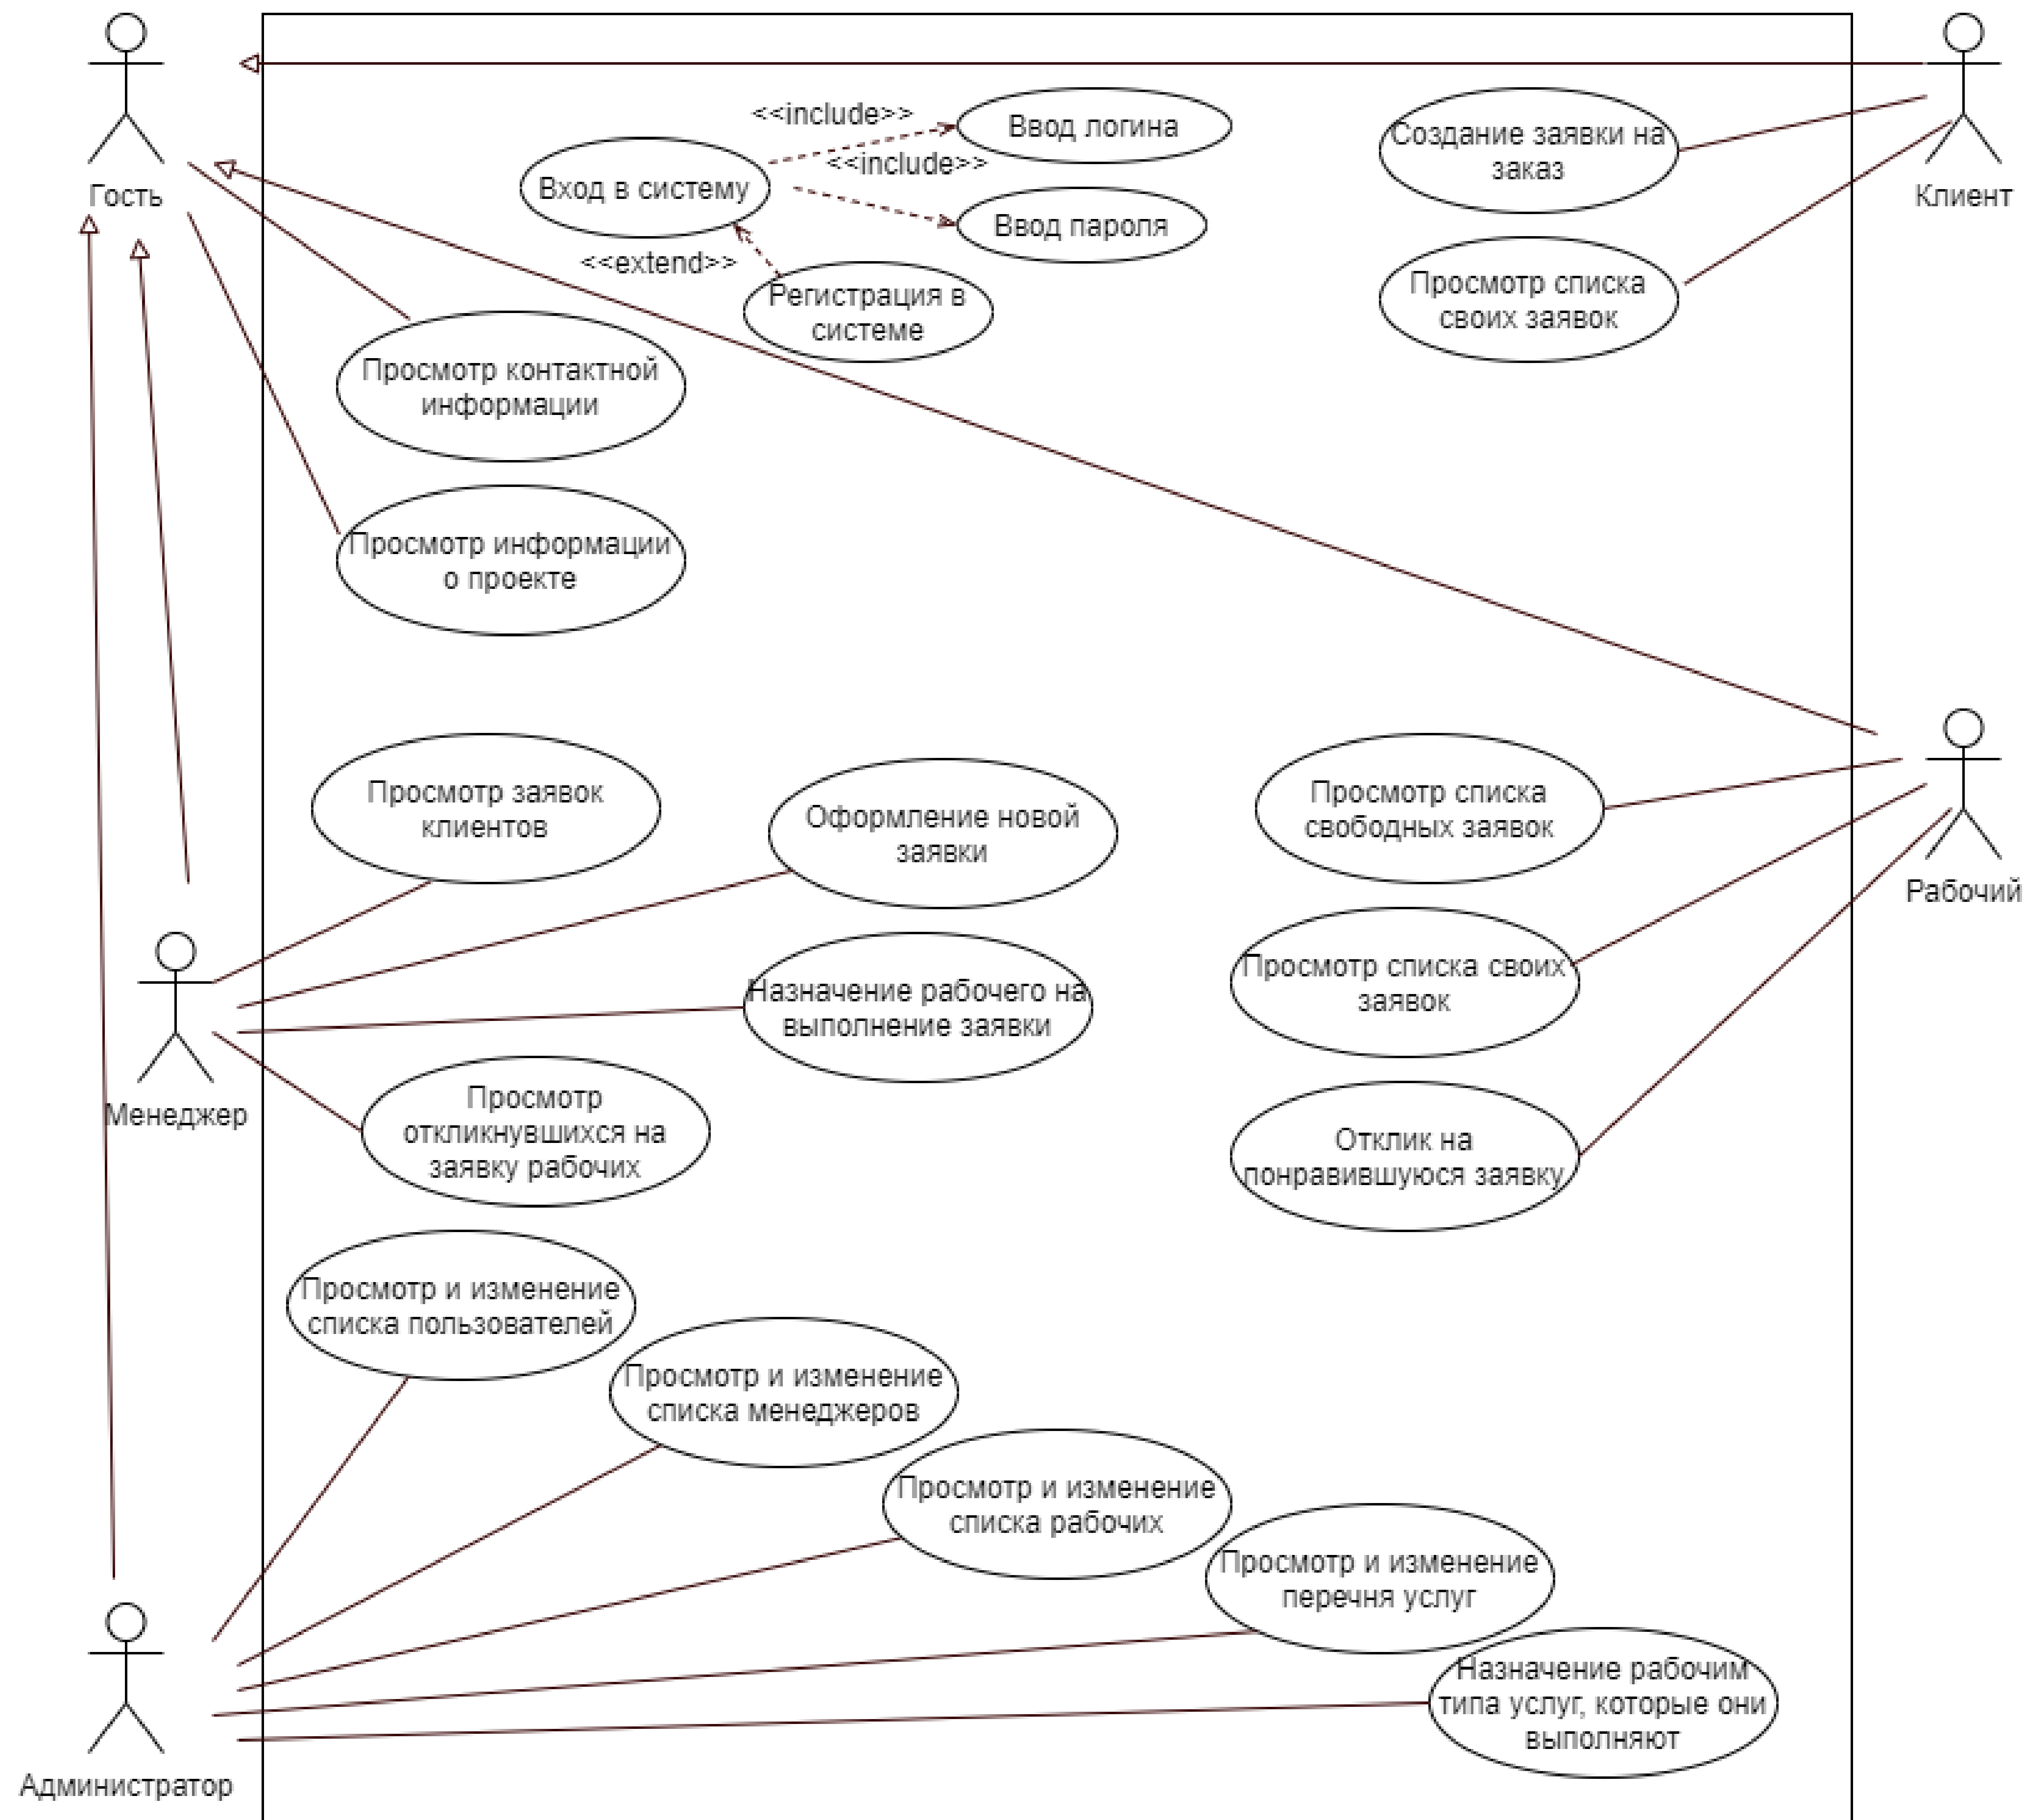 Гость
Клиент
<<include>>
Ввод логина
<<include>>
Вход в систему
Ввод пароля
<<extend>>
Регистрация в
системе
Создание заявки на
заказ
Просмотр списка
своих заявок
Просмотр контактной
информации
Просмотр информации
о проекте
Просмотр заявок
клиентов
Оформление новой
заявки
Просмотр списка
свободных заявок
Рабочий
Менеджер
Назначение рабочего на
выполнение заявки
Просмотр списка своих
заявок
Просмотр
откликнувшихся на
заявку рабочих
Отклик на
понравившуюся заявку
Просмотр и изменение
списка пользователей
Просмотр и изменение
списка менеджеров
Просмотр и изменение
списка рабочих
Просмотр и изменение
перечня услуг
Назначение рабочим
типа услуг, которые они
выполняют
Администратор